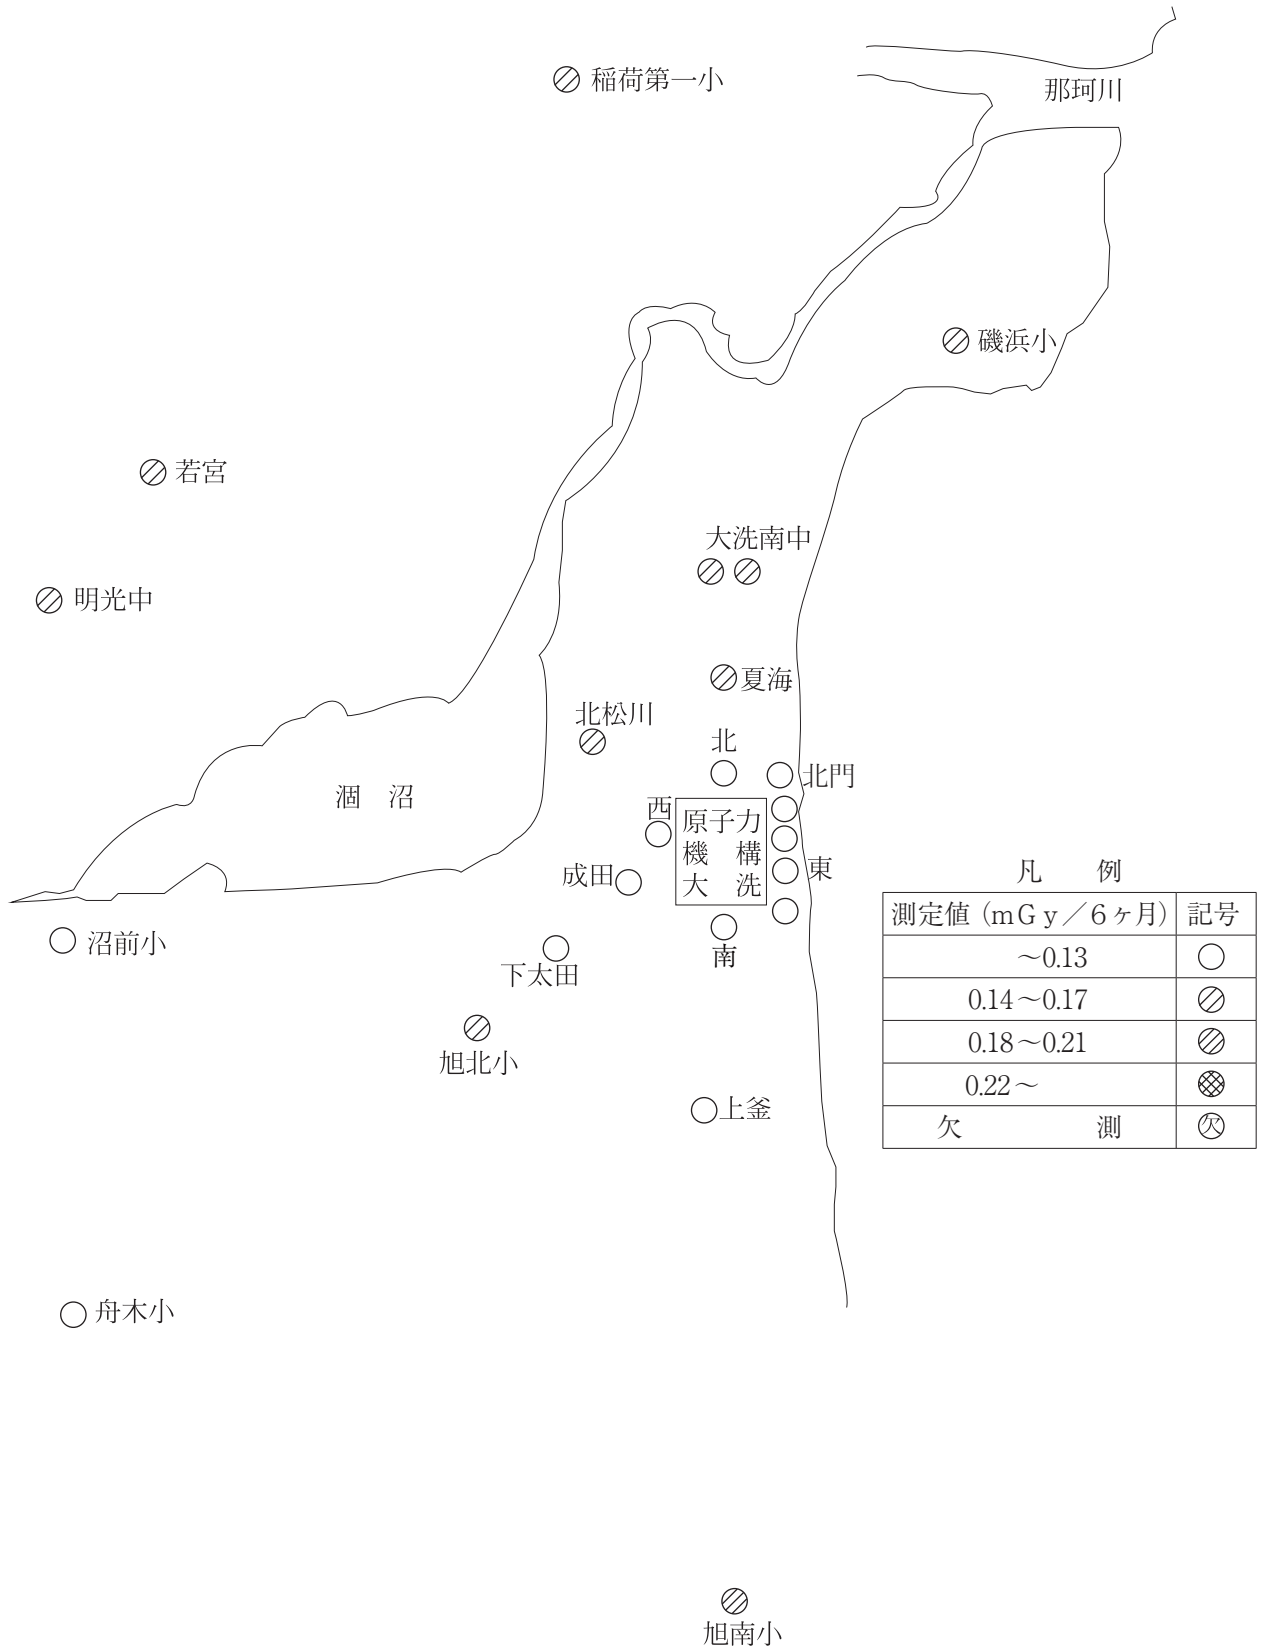 稲荷第一小
那珂川
磯浜小
若宮
大洗南中
明光中
夏海
北松川
北
北門
涸　沼
西
原子力
機　構
大　洗
東
成田
南
沼前小
下太田
旭北小
上釜
凡　　例
測定値（mGy／6ヶ月） 記号
～0.13
0.14～0.17
0.18～0.21
0.22～
欠　　　　測 欠
舟木小
旭南小